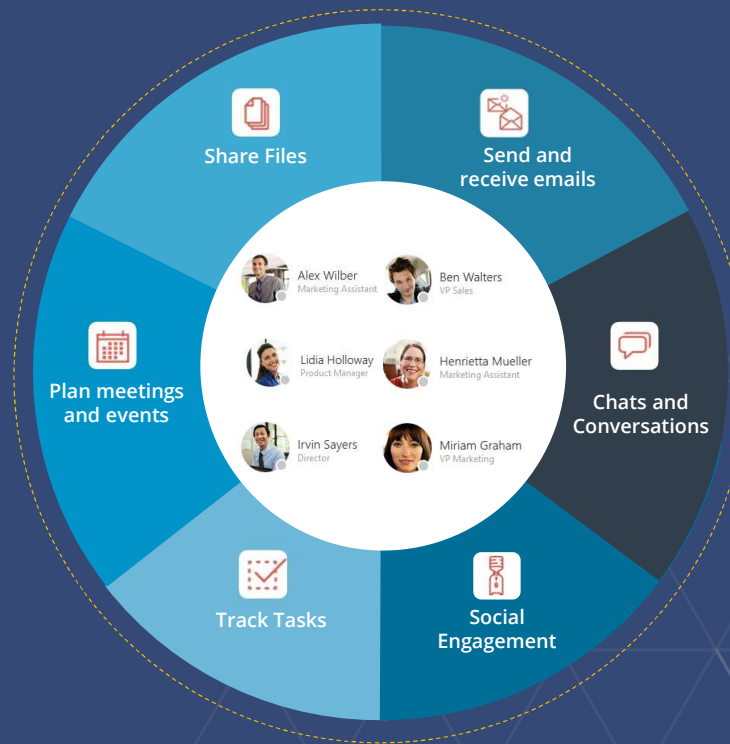 Share Files
Send and
receive emails
Alex Wilber
Marketing Assistant
Ben Walters
VP Sales
Lidia Holloway
Product Manager
Henrietta Mueller
Marketing Assistant
Irvin Sayers
Director
Miriam Graham
VP Marketing
Plan meetings
and events
Chats and
Conversations
Track Tasks
Social
Engagement